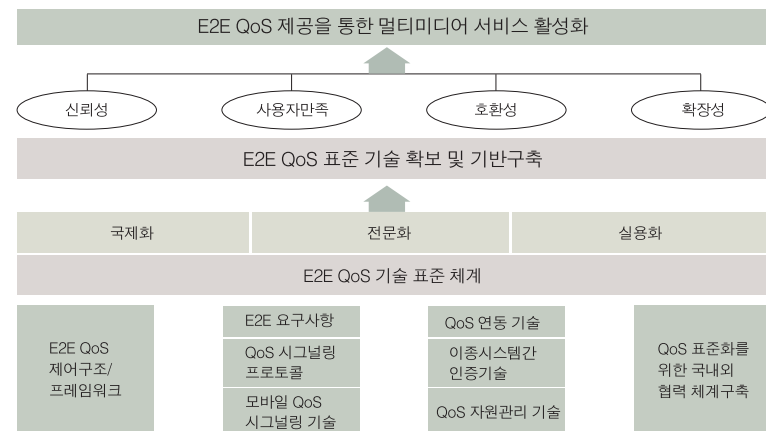 E2E QoS 제공을 통한 멀티미디어 서비스 활성화
신뢰성
사용자만족
호환성
확장성
E2E QoS 표준 기술 확보 및 기반구축
국제화
전문화
실용화
E2E QoS 기술 표준 체계
E2E QoS
제어구조/
프레임워크
E2E 요구사항
QoS 시그널링
프로토콜
모바일 QoS
시그널링 기술
QoS 연동 기술
이종시스템간
인증기술
QoS 자원관리 기술
QoS 표준화를
위한 국내외
협력 체계구축